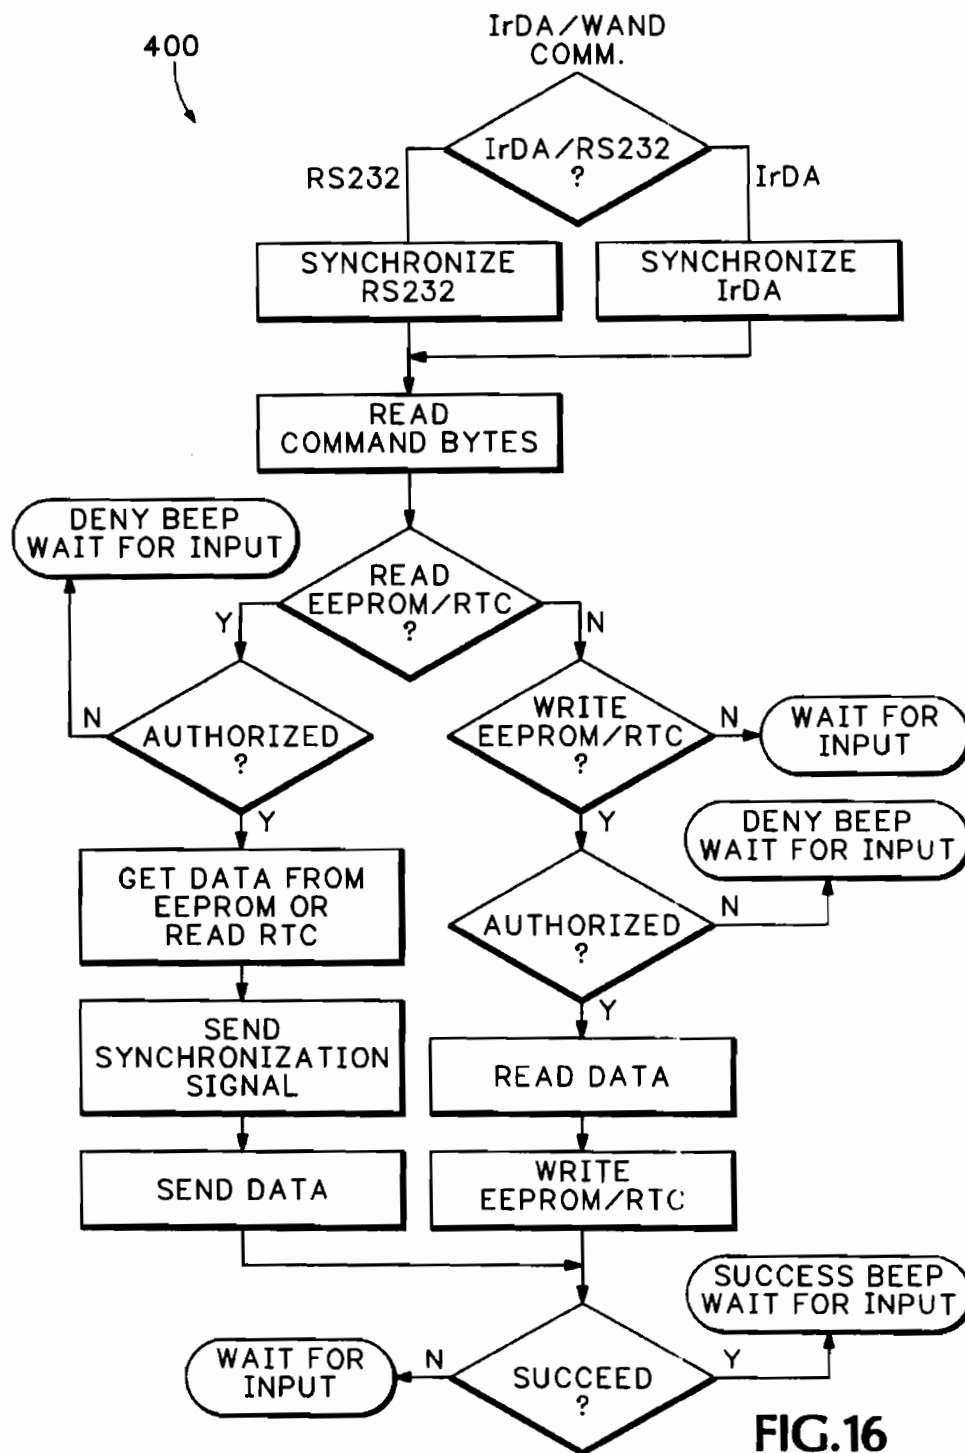 400
IrDA/WAND
COMM.
IrDA/RS232
?
RS232
IrDA
SYNCHRONIZE
RS232
SYNCHRONIZE
IrDA
READ
COMMAND BYTES
DENY BEEP
WAIT FOR INPUT
READ
EEPROM/RTC
?
Y
N
N
AUTHORIZED
?
Y
WRITE
EEPROM/RTC
?
N
WAIT FOR
INPUT
Y
DENY BEEP
WAIT FOR INPUT
GET DATA FROM
EEPROM OR
READ RTC
AUTHORIZED
?
N
Y
SEND
SYNCHRONIZATION
SIGNAL
READ DATA
SEND DATA
WRITE
EEPROM/RTC
SUCCESS BEEP
WAIT FOR INPUT
WAIT FOR
INPUT
N
SUCCEED
?
Y
FIG.16